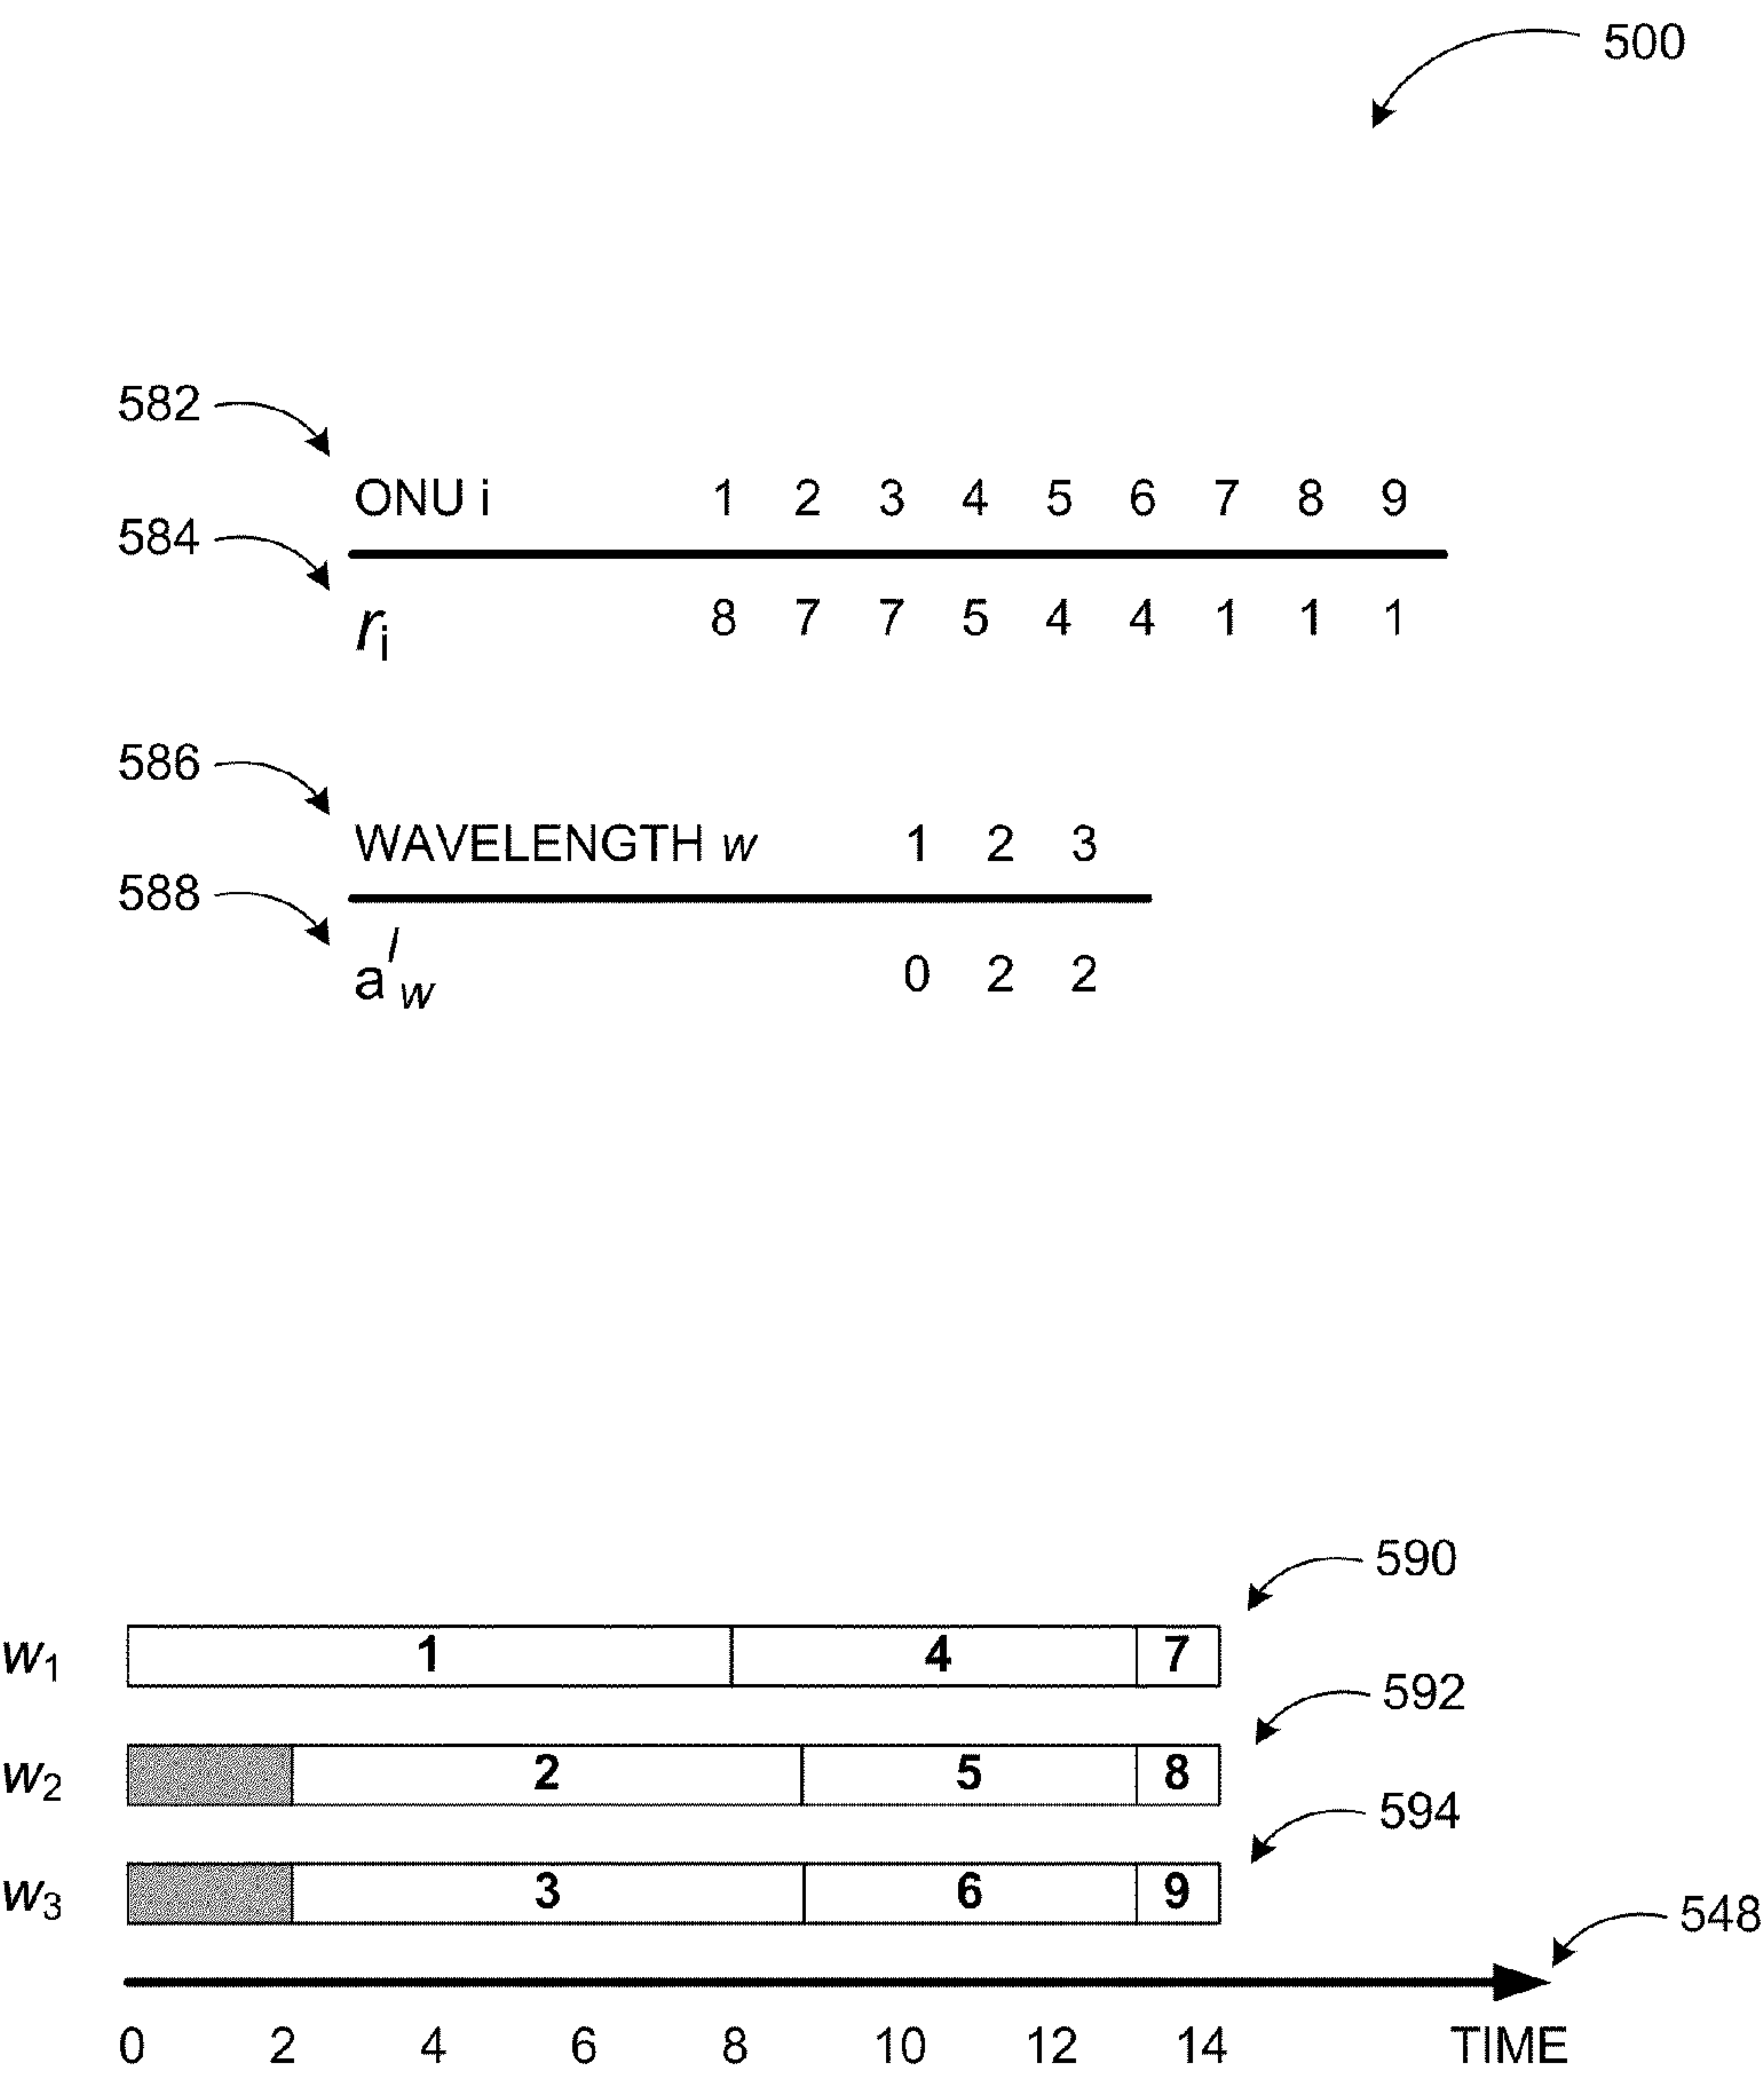 500
582
ONU i 1 2 3 4 5 6 7 8 9
584
ri 8 7 7 5 4 4 1 1 1
586
WAVELENGTH w 1 2 3
588
a^l_w 0 2 2
590
w1 1 4 7
592
w2 2 5 8
594
w3 3 6 9
548
0 2 4 6 8 10 12 14 TIME